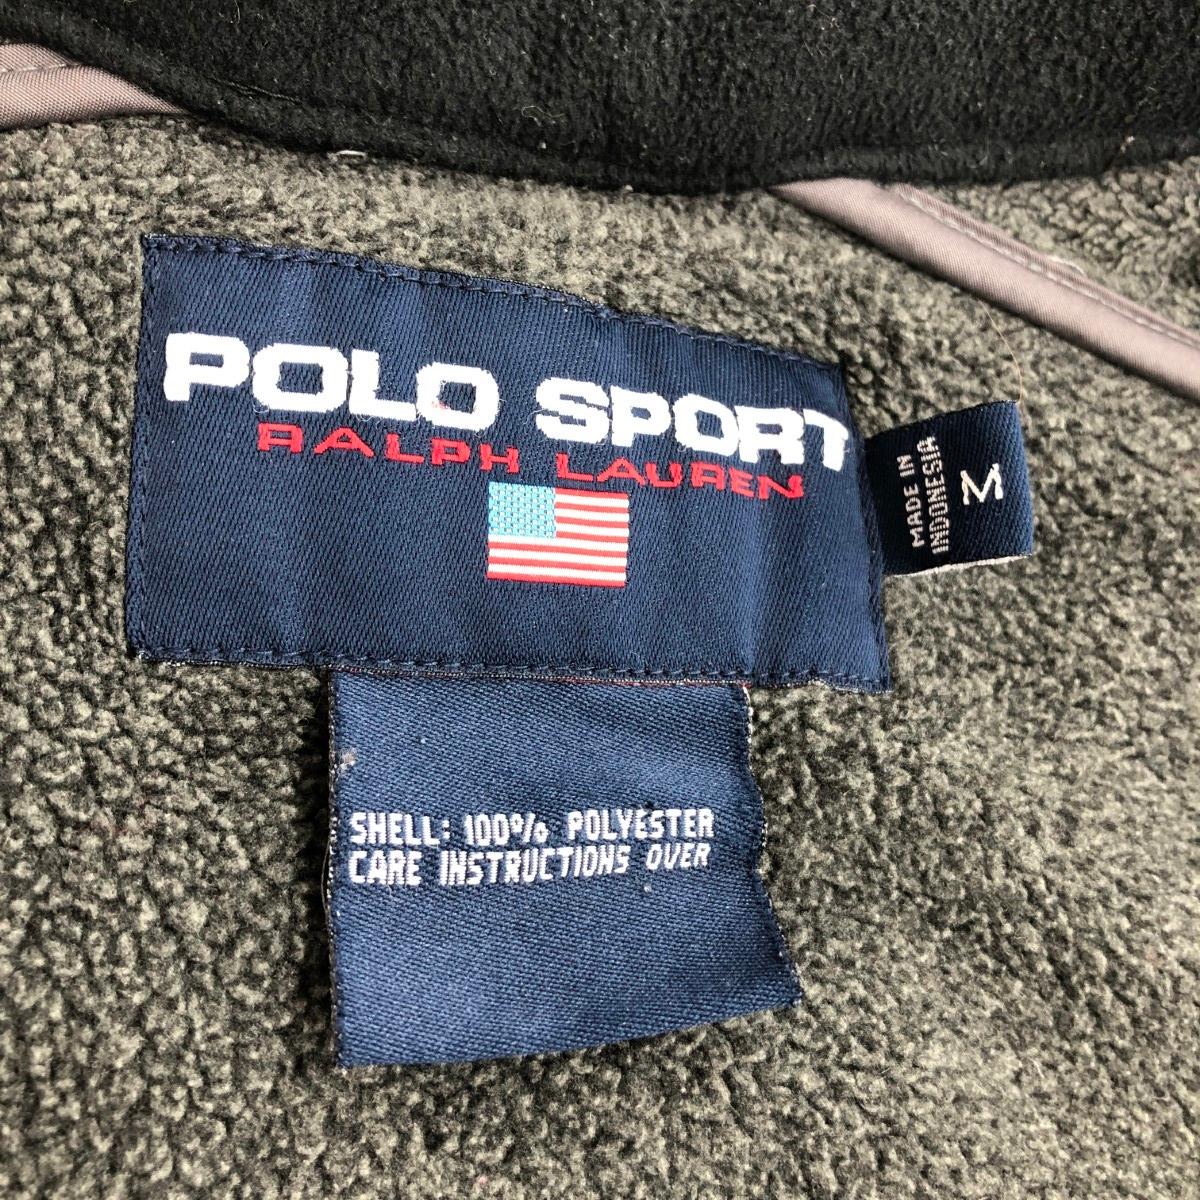 POLO SPORT
RALPH LAUREN
MADE IN
INDONESIA
M
SHELL: 100% POLYESTER
CARE INSTRUCTIONS OVER